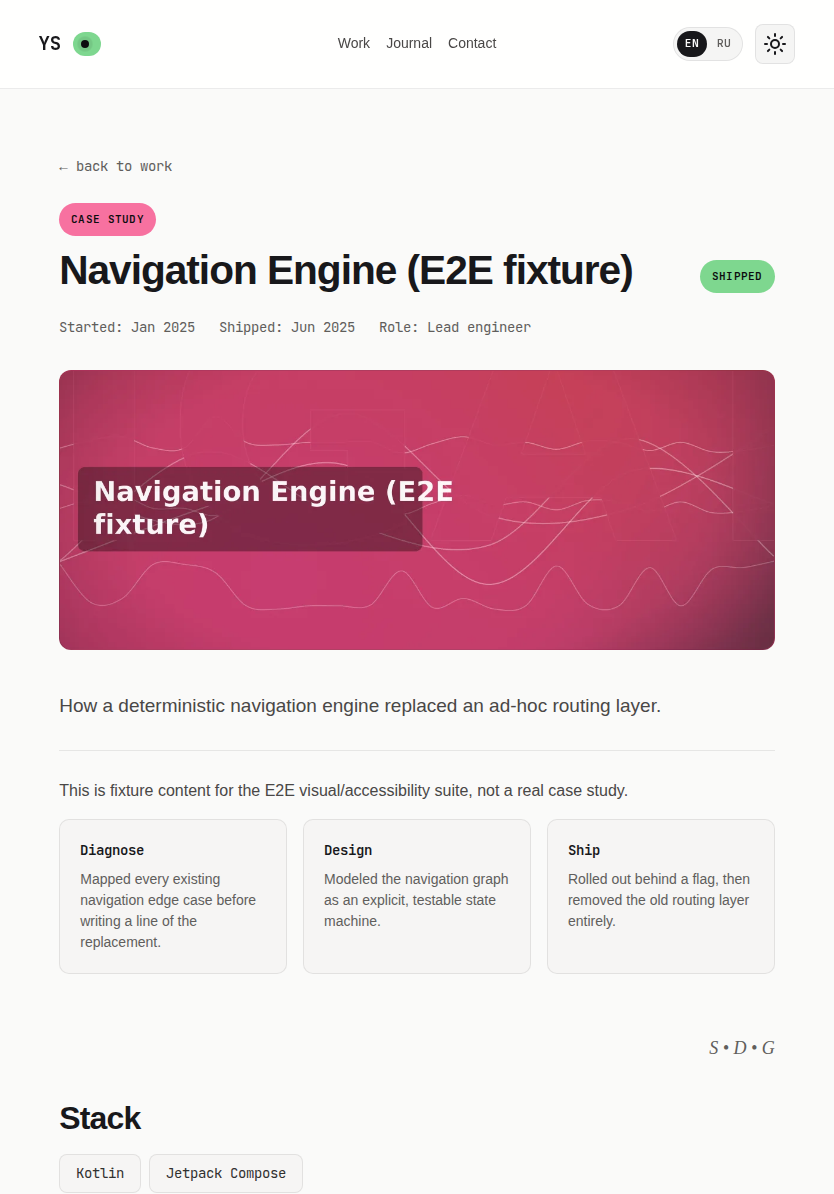 YS
Work Journal Contact
EN RU
← back to work
CASE STUDY
Navigation Engine (E2E fixture)
SHIPPED
Started: Jan 2025 Shipped: Jun 2025 Role: Lead engineer
Navigation Engine (E2E
fixture)
How a deterministic navigation engine replaced an ad-hoc routing layer.
This is fixture content for the E2E visual/accessibility suite, not a real case study.
Diagnose
Mapped every existing
navigation edge case before
writing a line of the
replacement.
Design
Modeled the navigation graph
as an explicit, testable state
machine.
Ship
Rolled out behind a flag, then
removed the old routing layer
entirely.
S • D • G
Stack
Kotlin
Jetpack Compose